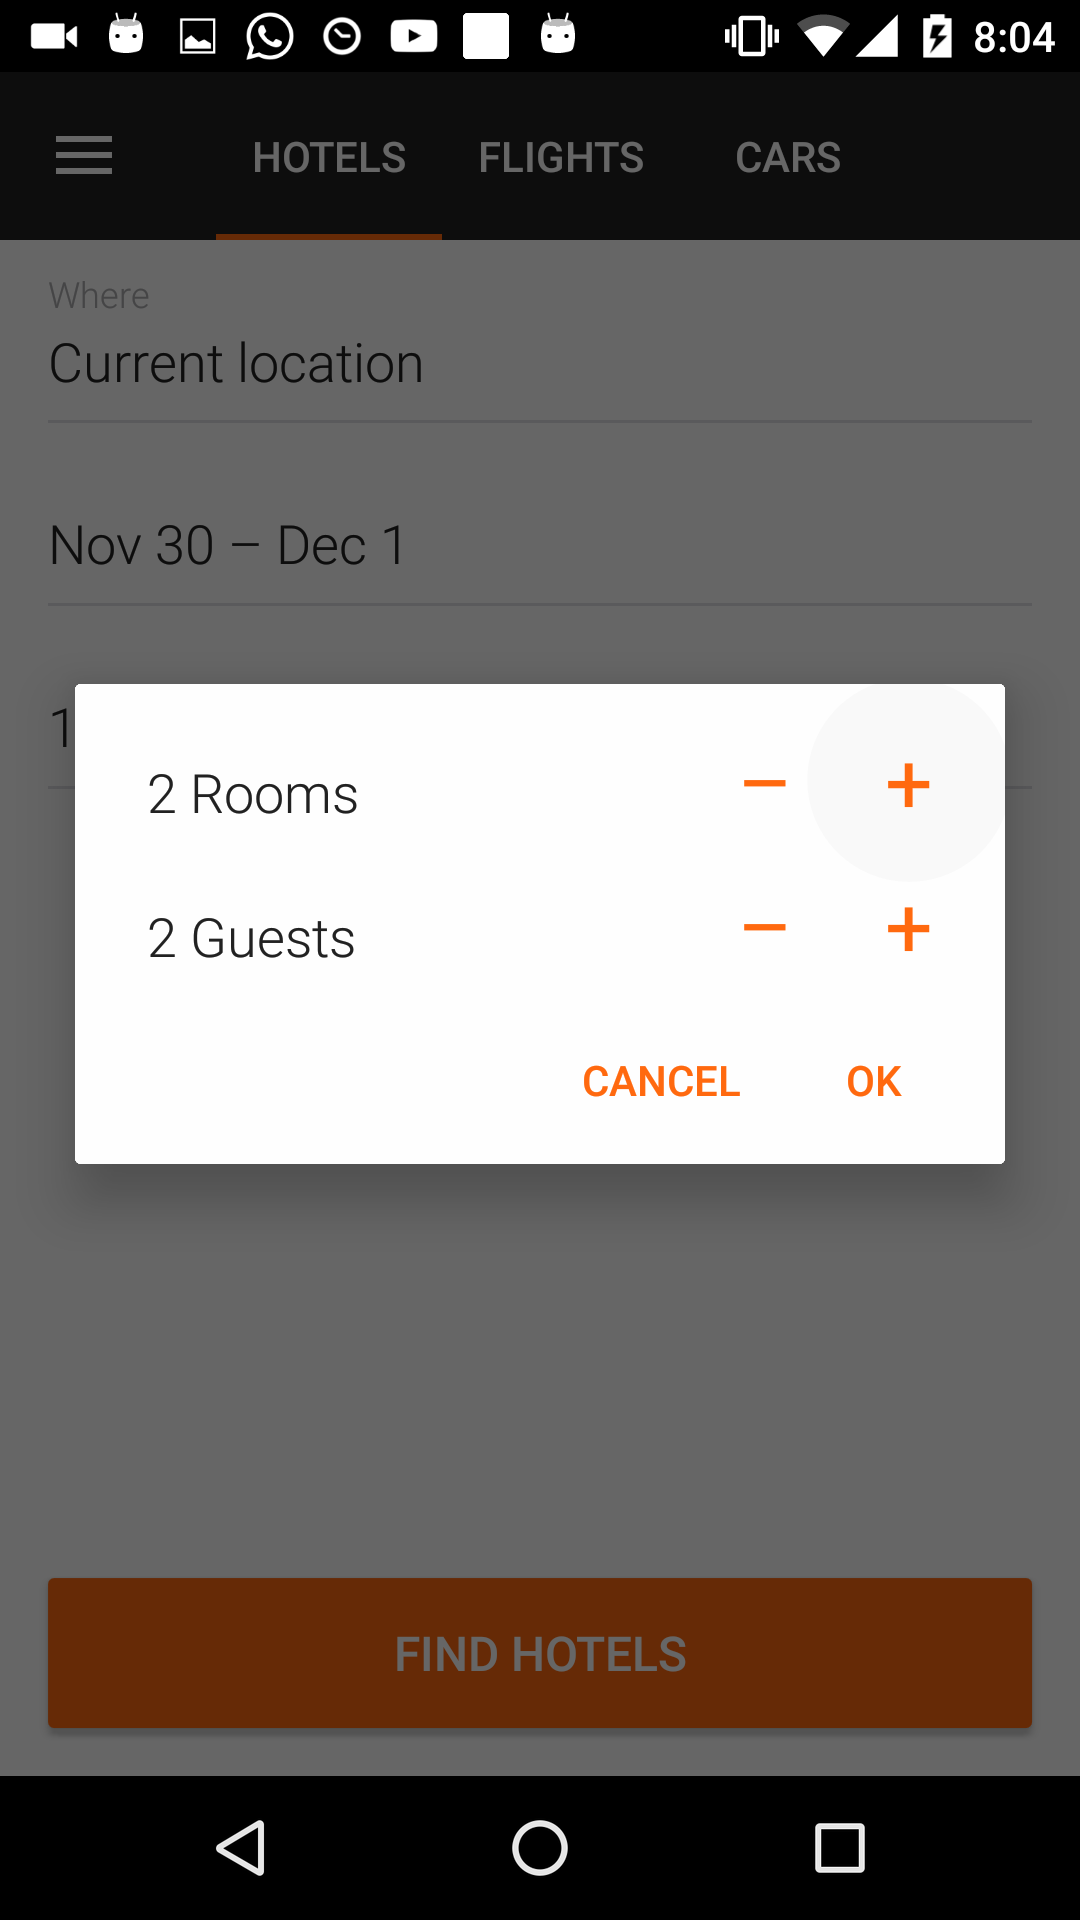 8:04
HOTELS FLIGHTS CARS
Where
Current location
Nov 30 – Dec 1
1
2 Rooms − +
2 Guests − +
CANCEL OK
FIND HOTELS